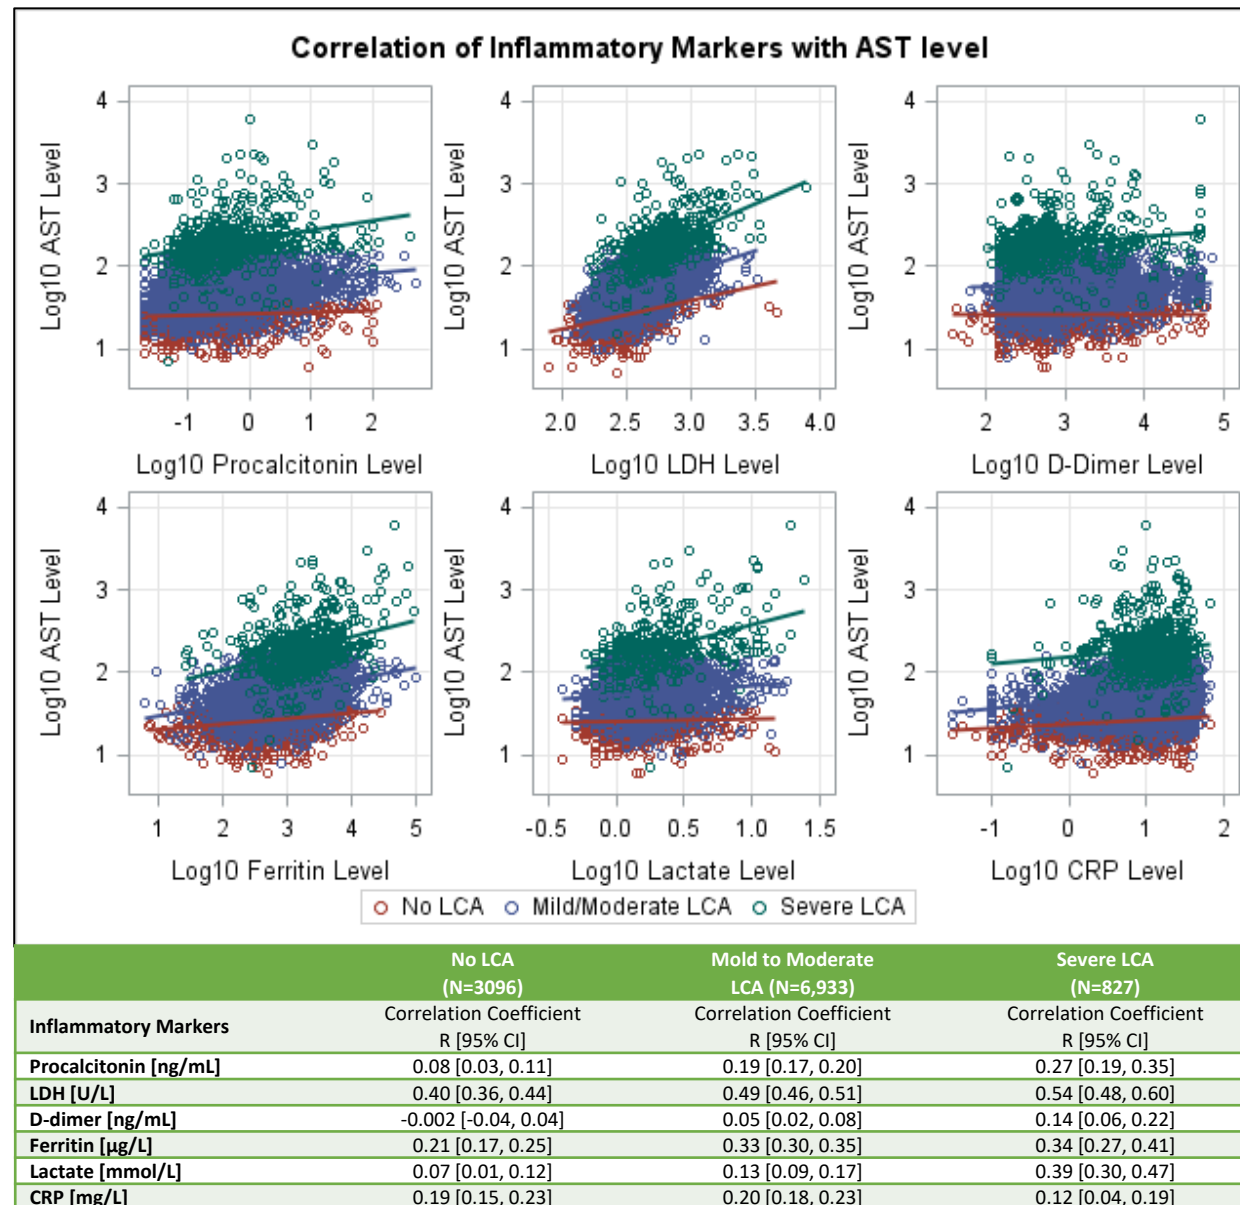 Correlation of Inflammatory Markers with AST level
4
3
2
1
Log10 AST Level
-1 0 1 2
Log10 Procalcitonin Level
4
3
2
1
Log10 AST Level
2.0 2.5 3.0 3.5 4.0
Log10 LDH Level
4
3
2
1
Log10 AST Level
2 3 4 5
Log10 D-Dimer Level
4
3
2
1
Log10 AST Level
1 2 3 4 5
Log10 Ferritin Level
4
3
2
1
Log10 AST Level
-0.5 0.0 0.5 1.0 1.5
Log10 Lactate Level
4
3
2
1
Log10 AST Level
-1 0 1 2
Log10 CRP Level
No LCA Mild/Moderate LCA Severe LCA
No LCA Mold to Moderate Severe LCA
(N=3096) LCA (N=6,933) (N=827)
Inflammatory Markers
Correlation Coefficient Correlation Coefficient Correlation Coefficient
R [95% CI] R [95% CI] R [95% CI]
Procalcitonin [ng/mL] 0.08 [0.03, 0.11] 0.19 [0.17, 0.20] 0.27 [0.19, 0.35]
LDH [U/L] 0.40 [0.36, 0.44] 0.49 [0.46, 0.51] 0.54 [0.48, 0.60]
D-dimer [ng/mL] -0.002 [-0.04, 0.04] 0.05 [0.02, 0.08] 0.14 [0.06, 0.22]
Ferritin [µg/L] 0.21 [0.17, 0.25] 0.33 [0.30, 0.35] 0.34 [0.27, 0.41]
Lactate [mmol/L] 0.07 [0.01, 0.12] 0.13 [0.09, 0.17] 0.39 [0.30, 0.47]
CRP [mg/L] 0.19 [0.15, 0.23] 0.20 [0.18, 0.23] 0.12 [0.04, 0.19]